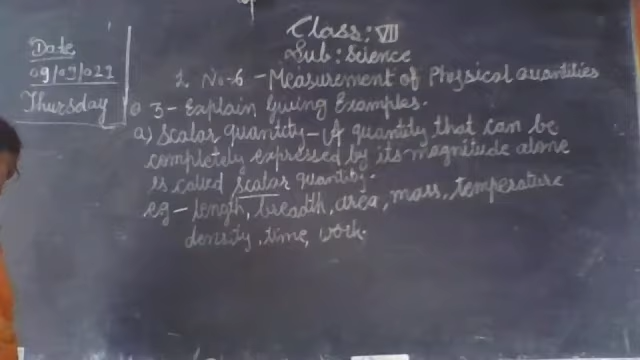 Date
09/09/021
Thursday
Class: VII
Sub: Science
L No-6 - Measurement of Physical Quantities
Q 3- Explain Giving Examples.
a) Scalar quantity - A quantity that can be
completely expressed by its magnitude alone
is called scalar quantity.
eg - length, breadth, area, mass, temperature
density, time, work.